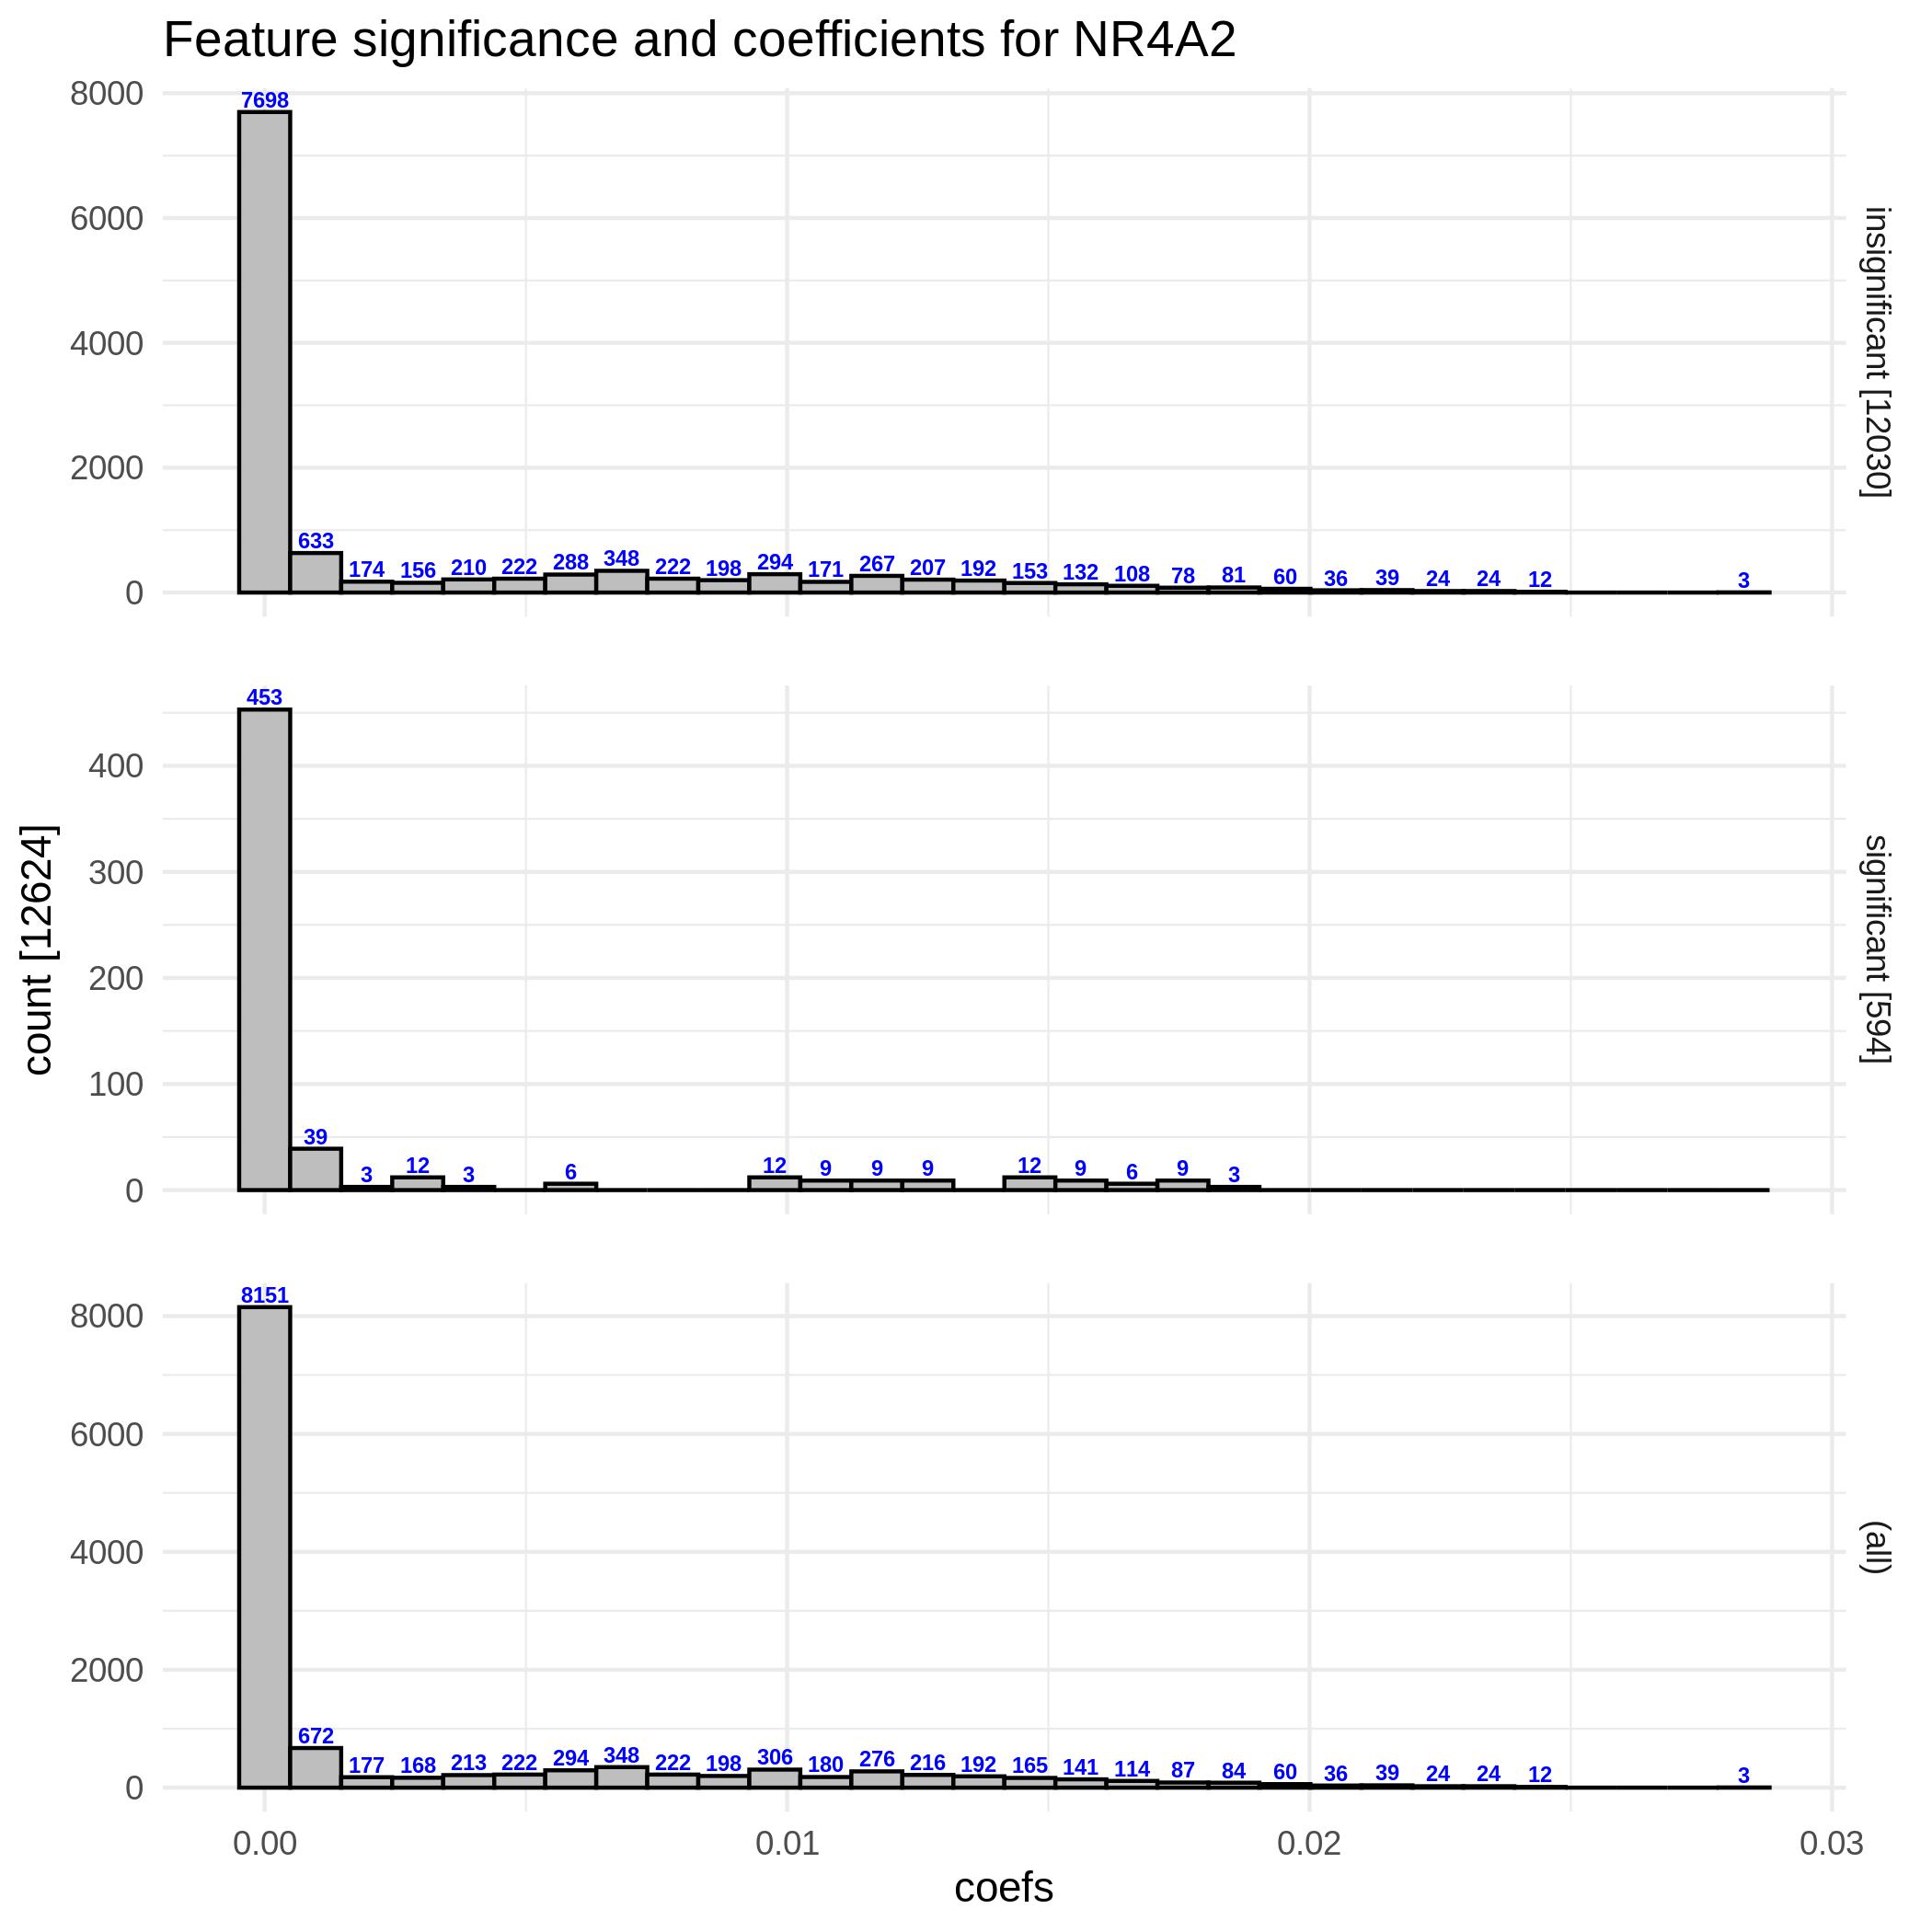 Feature significance and coefficients for NR4A2
8000
6000
4000
2000
0
7698
633
174 156 210 222 288 348 222 198 294 171 267 207 192 153 132 108 78 81 60 36 39 24 24 12 3
insignificant [12030]
400
300
200
100
0
453
39
3 12 3 6 12 9 9 9 12 9 6 9 3
significant [594]
count [12624]
8000
6000
4000
2000
0
8151
672
177 168 213 222 294 348 222 198 306 180 276 216 192 165 141 114 87 84 60 36 39 24 24 12 3
(all)
0.00 0.01 0.02 0.03
coefs